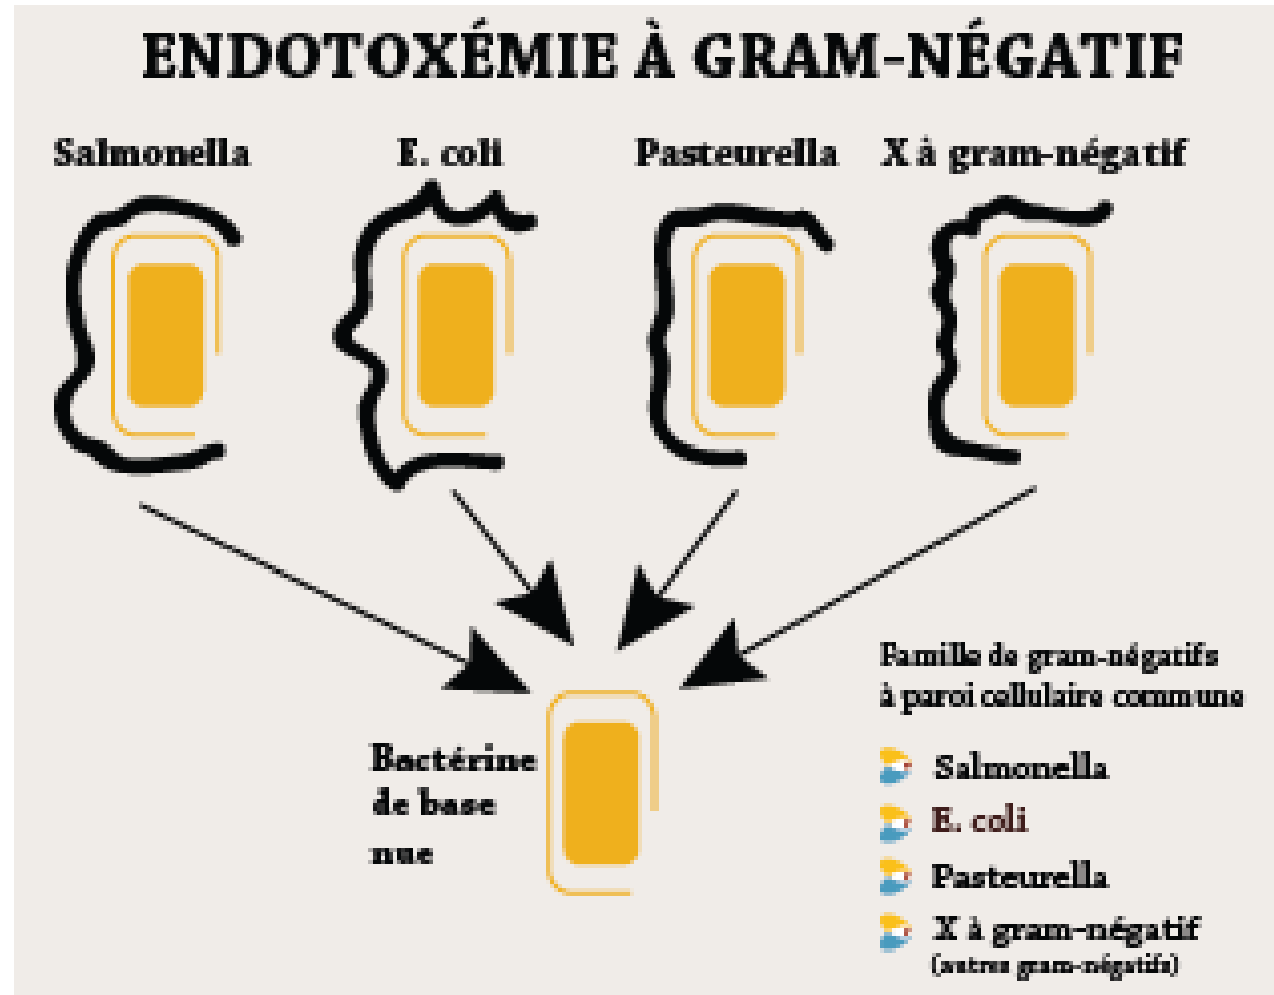 ENDOTOXÉMIE À GRAM-NÉGATIF
Salmonella
E. coli
Pasteurella
X à gram-négatif
Bactérine
de base
nue
Famille de gram-négatifs
à paroi cellulaire commune
Salmonella
E. coli
Pasteurella
X à gram-négatif
(autres gram-négatifs)